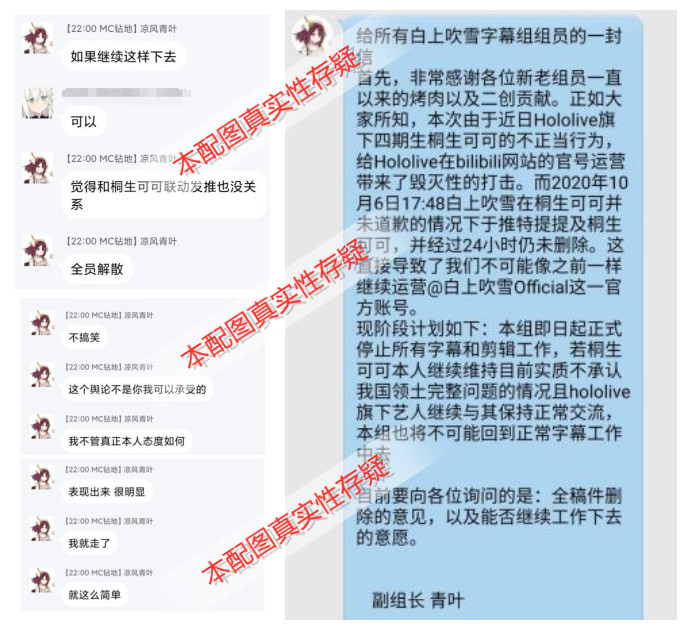 【22:00 MC钻地】凉风青叶
如果继续这样下去
可以
【22:00 MC钻地】凉风青叶
觉得和桐生可可联动发推也没关
系
【22:00 MC钻地】凉风青叶
全员解散
【22:00 MC钻地】凉风青叶
不搞笑
【22:00 MC钻地】凉风青叶
这个舆论不是你我可以承受的
【22:00 MC钻地】凉风青叶
我不管真正本人态度如何
【22:00 MC钻地】凉风青叶
表现出来 很明显
【22:00 MC钻地】凉风青叶
我就走了
【22:00 MC钻地】凉风青叶
就这么简单
给所有白上吹雪字幕组组员的一封
信
首先，非常感谢各位新老组员一直
以来的烤肉以及二创贡献。正如大
家所知，本次由于近日Hololive旗
下四期生桐生可可的不正当行为，
给Hololive在bilibili网站的官号运营
带来了毁灭性的打击。而2020年10
月6日17:48白上吹雪在桐生可可并
未道歉的情况下于推特提提及桐生
可可，并经过24小时仍未删除。这
直接导致了我们不可能像之前一样
继续运营@白上吹雪Official这一官
方账号。
现阶段计划如下：本组即日起正式
停止所有字幕和剪辑工作，若桐生
可可本人继续维持目前实质不承认
我国领土完整问题的情况且hololive
旗下艺人继续与其保持正常交流，
本组也将不可能回到正常字幕工作
中去
目前要向各位询问的是：全稿件删
除的意见，以及能否继续工作下去
的意愿。
副组长 青叶
本配图真实性存疑
本配图真实性存疑
本配图真实性存疑